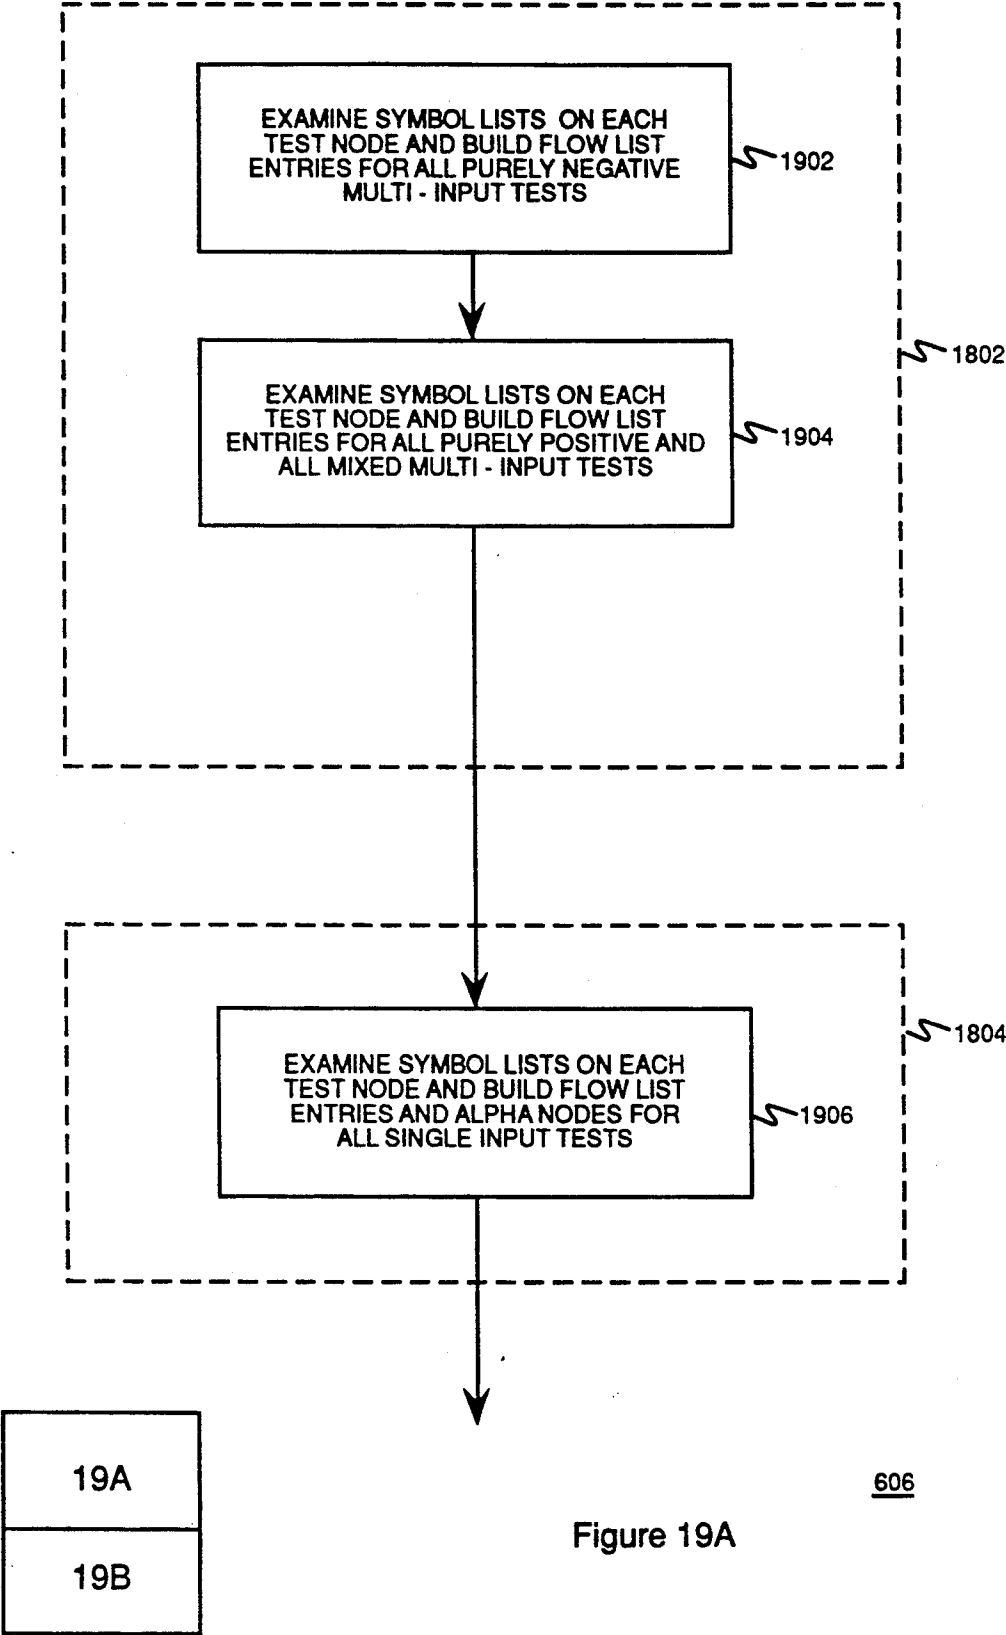 EXAMINE SYMBOL LISTS ON EACH
TEST NODE AND BUILD FLOW LIST
ENTRIES FOR ALL PURELY NEGATIVE
MULTI - INPUT TESTS
1902
1802
EXAMINE SYMBOL LISTS ON EACH
TEST NODE AND BUILD FLOW LIST
ENTRIES FOR ALL PURELY POSITIVE AND
ALL MIXED MULTI - INPUT TESTS
1904
1804
EXAMINE SYMBOL LISTS ON EACH
TEST NODE AND BUILD FLOW LIST
ENTRIES AND ALPHA NODES FOR
ALL SINGLE INPUT TESTS
1906
19A
19B
606
Figure 19A